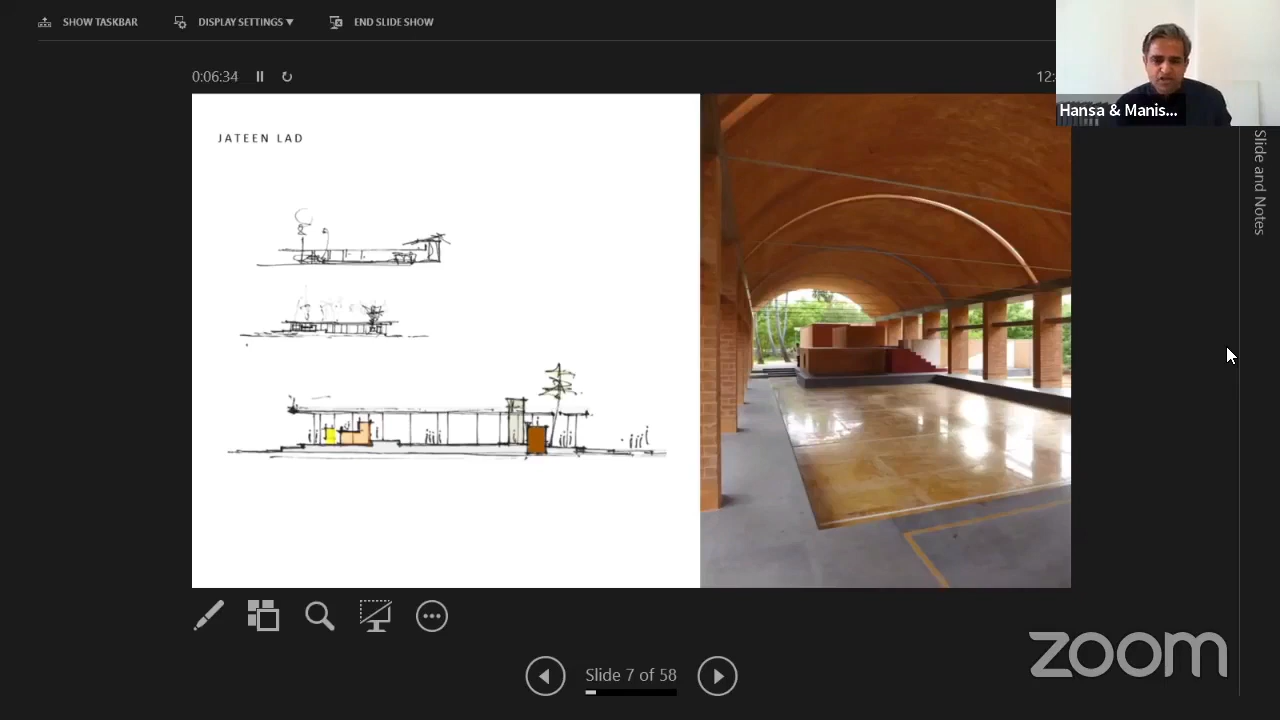 SHOW TASKBAR
DISPLAY SETTINGS ▼
END SLIDE SHOW
0:06:34
12:
Hansa & Manis...
JATEEN LAD
Slide and Notes
Slide 7 of 58
zoom